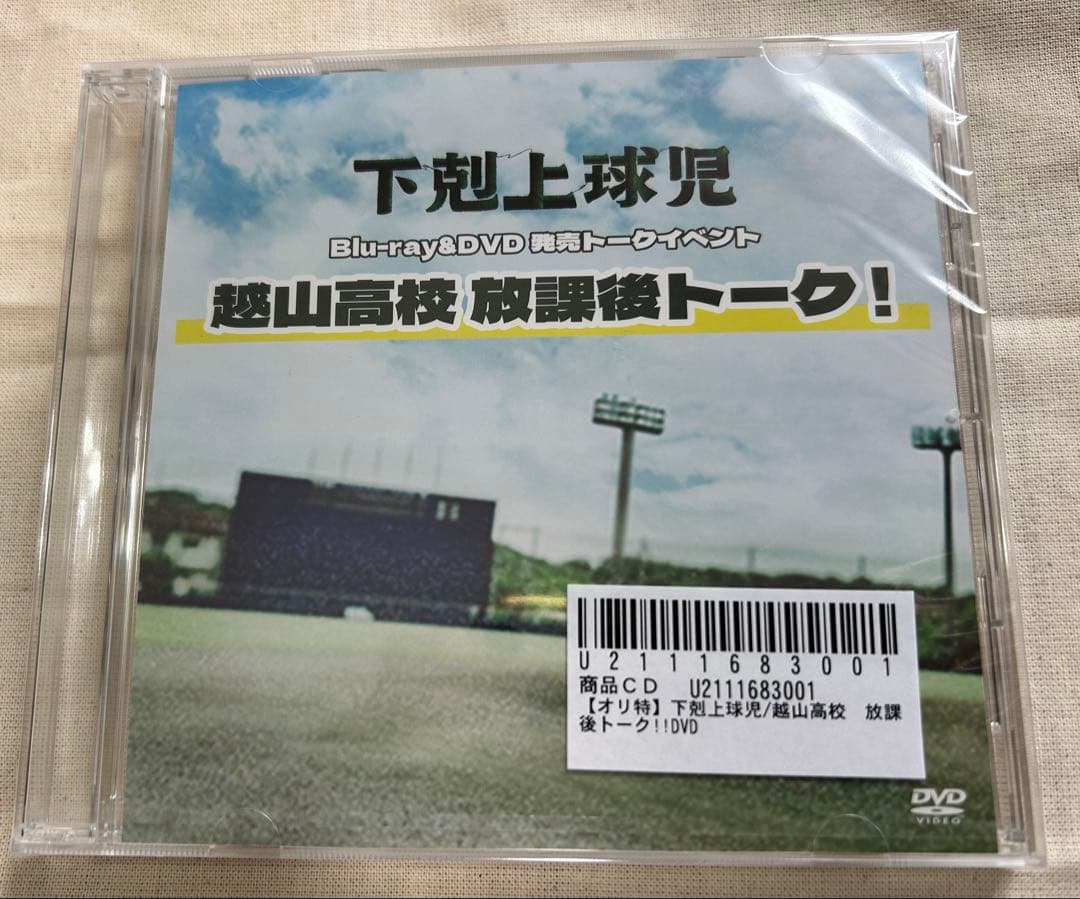 下剋上球児
Blu-ray&DVD 発売トークイベント
越山高校 放課後トーク!
U2111683001
商品CD U2111683001
【オリ特】下剋上球児/越山高校 放課
後トーク!!DVD
DVD
VIDEO